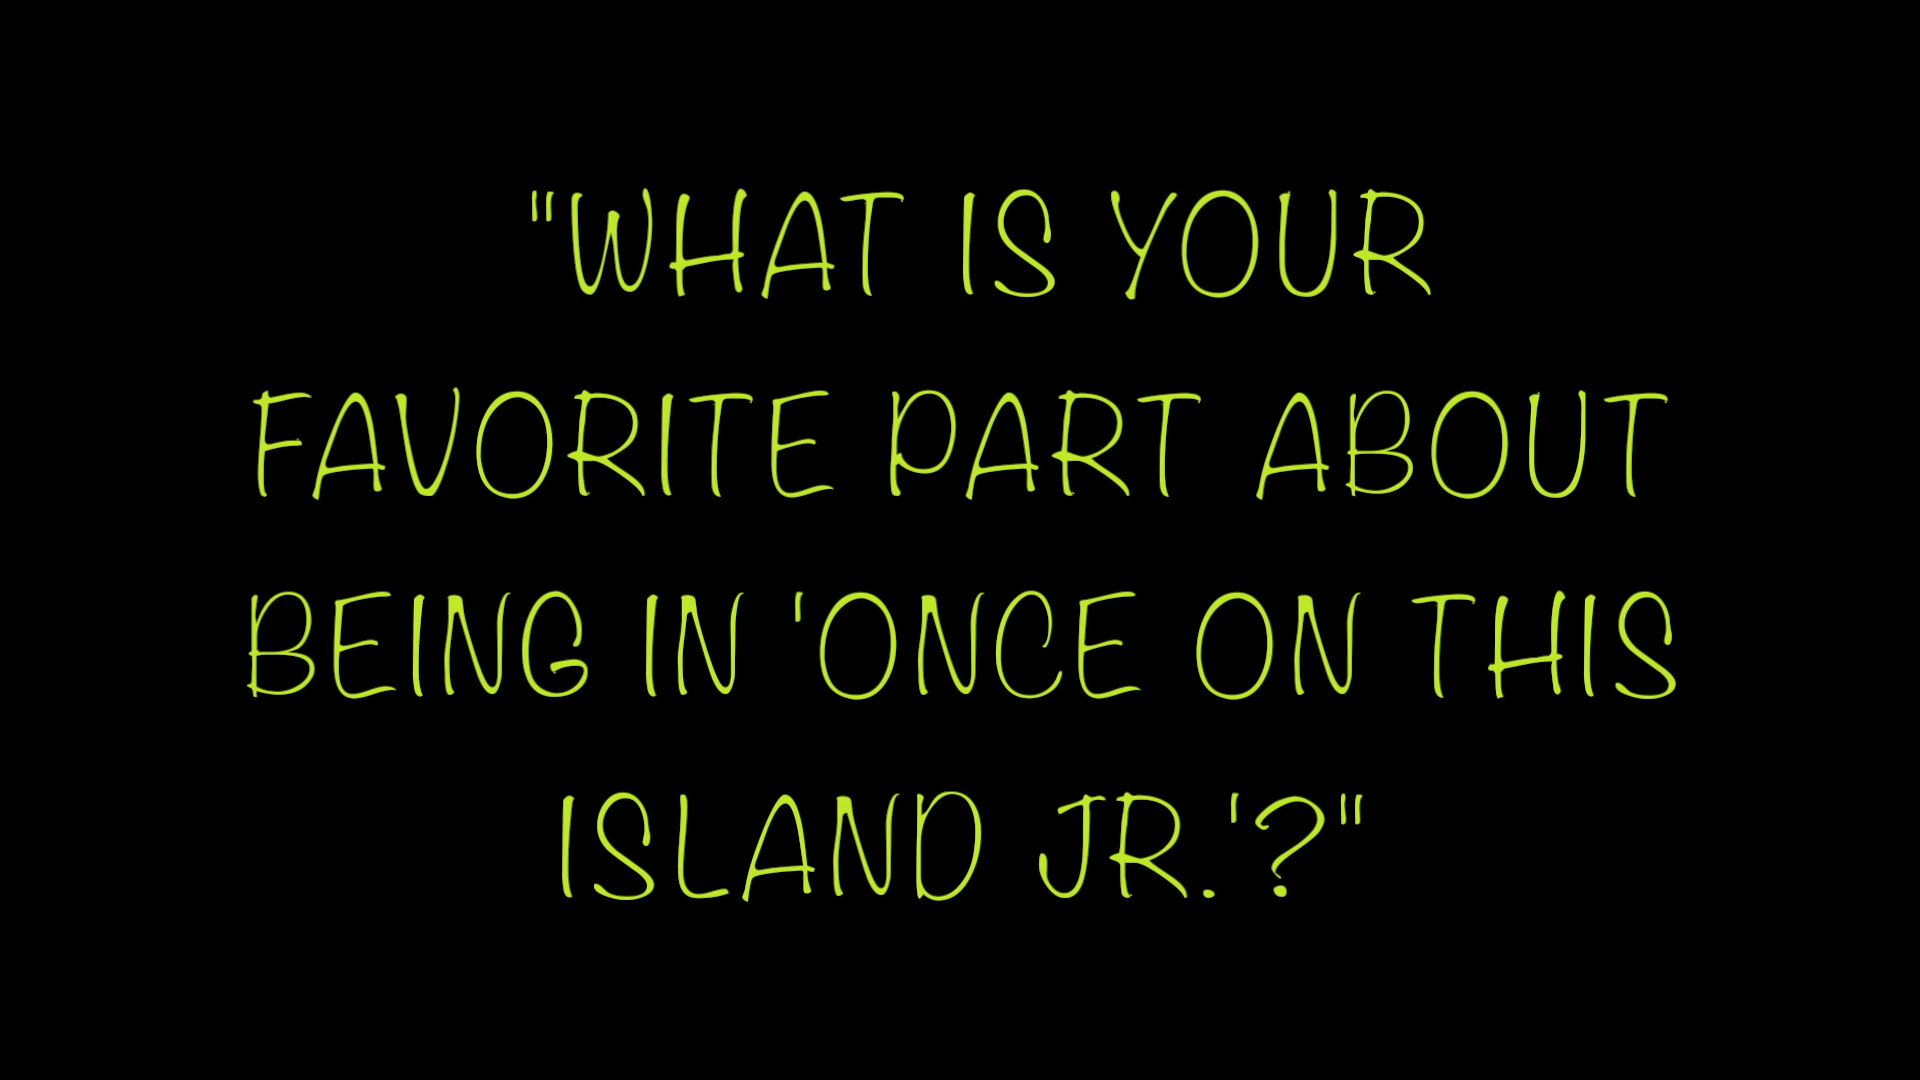 "WHAT IS YOUR
FAVORITE PART ABOUT
BEING IN 'ONCE ON THIS
ISLAND JR.'?"